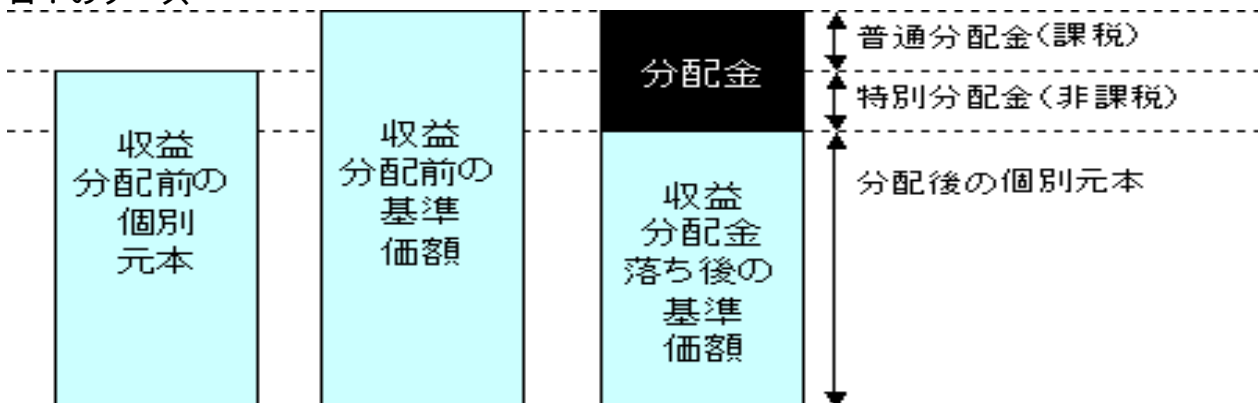 収益
分配前の
個別
元本
収益
分配前の
基準
価額
分配金
収益
分配金
落ち後の
基準
価額
普通分配金(課税)
特別分配金(非課税)
分配後の個別元本